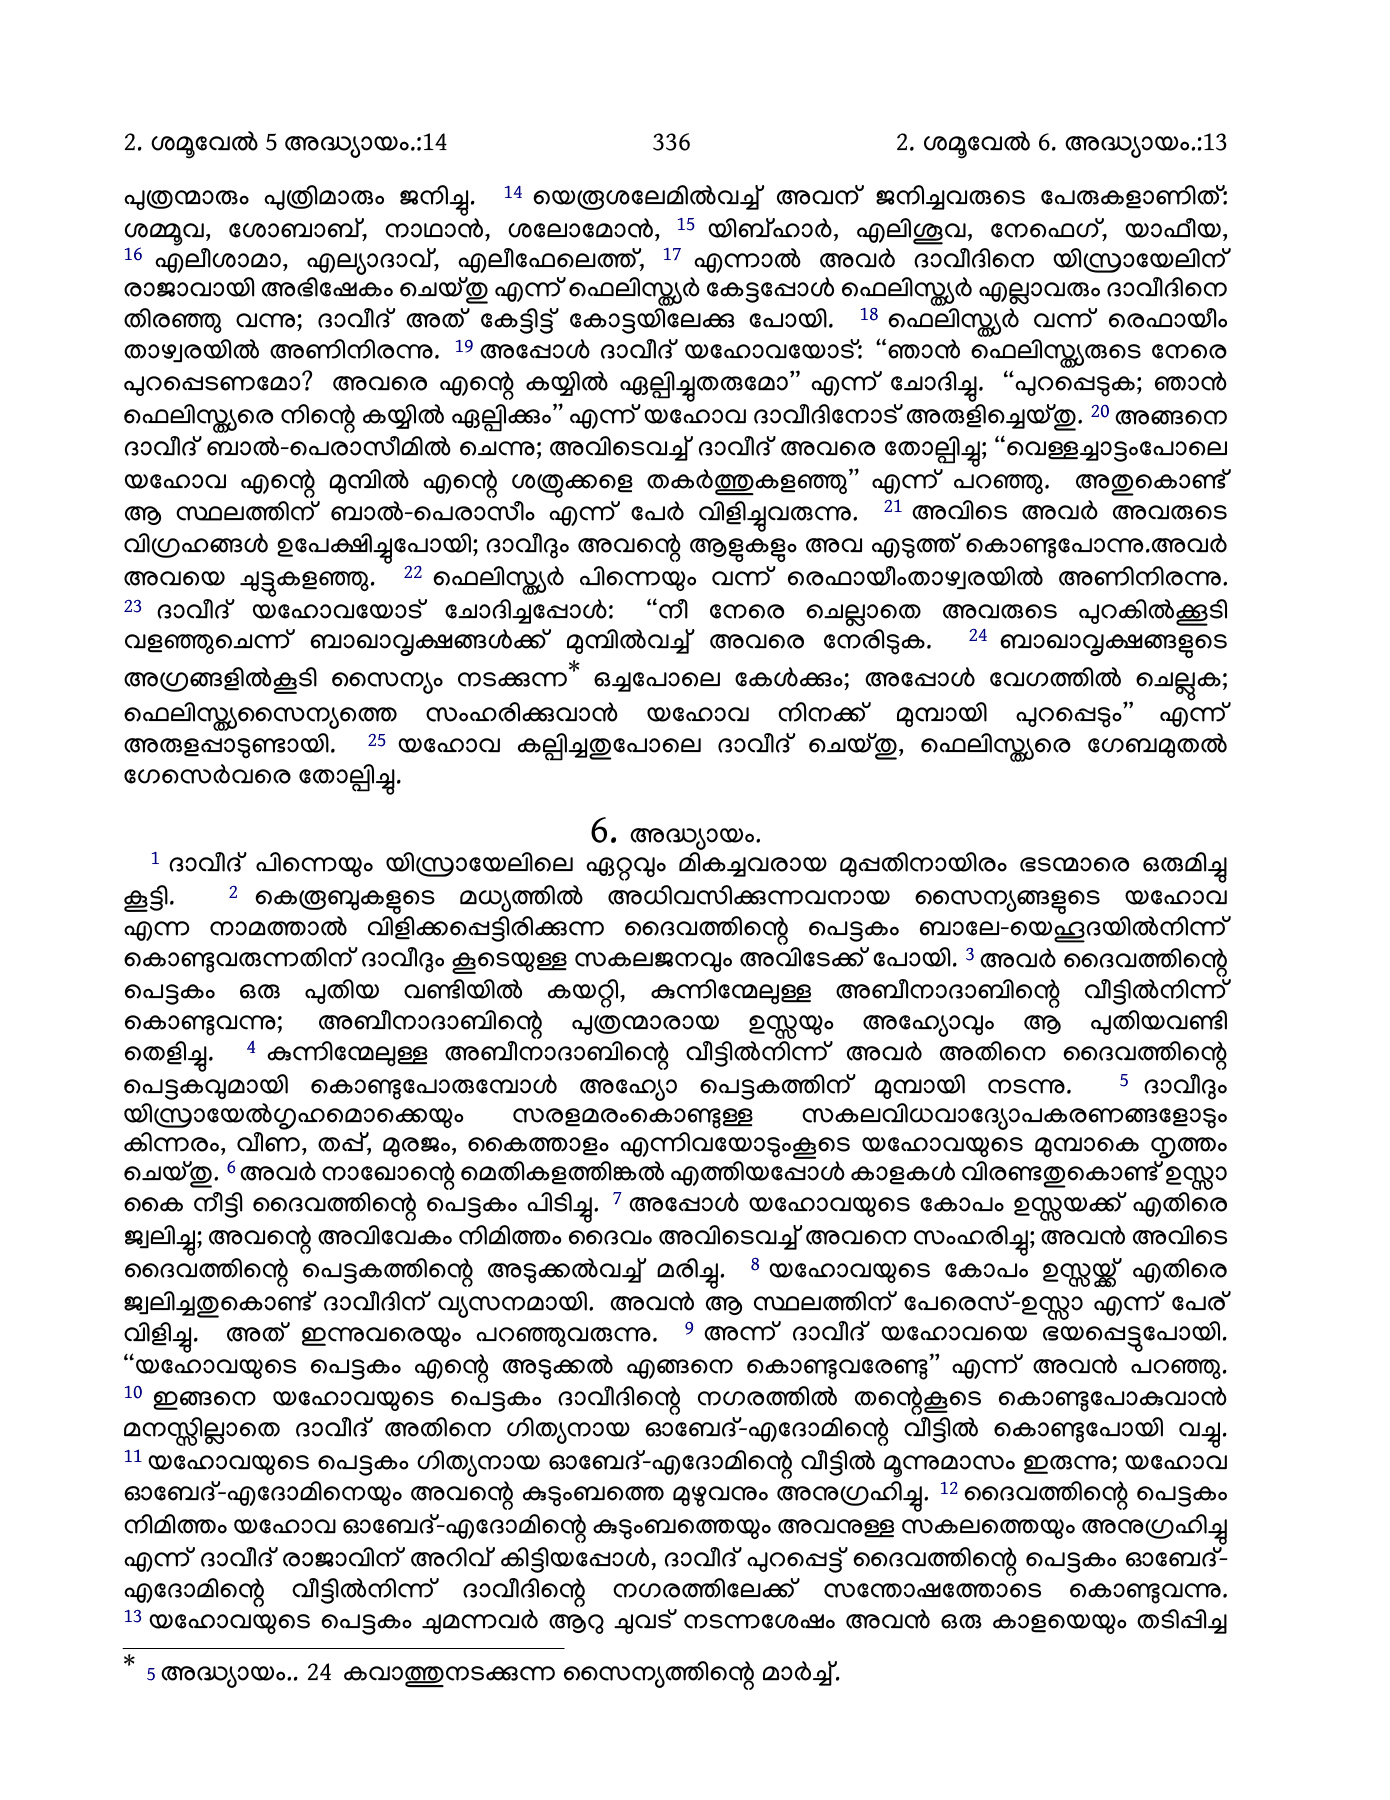 2. ശമൂവേൽ 5 അദ്ധ്യായം.:14 336 2. ശമൂവേൽ 6. അദ്ധ്യായം.:13
പുത്രന്മാരും പുത്രിമാരും ജനിച്ചു. 14 യെരൂശലേമിൽവച്ച് അവന് ജനിച്ചവരുടെ പേരുകളാണിത്:
ശമ്മൂവ, ശോബാബ്, നാഥാൻ, ശലോമോൻ, 15 യിബ്ഹാർ, എലിശൂവ, നേഫെഗ്, യാഫീയ,
16 എലീശാമാ, എല്യാദാവ്, എലീഫേലെത്ത്, 17 എന്നാൽ അവർ ദാവീദിനെ യിസ്രായേലിന്
രാജാവായി അഭിഷേകം ചെയ്തു എന്ന് ഫെലിസ്ത്യർ കേട്ടപ്പോൾ ഫെലിസ്ത്യർ എല്ലാവരും ദാവീദിനെ
തിരഞ്ഞു വന്നു; ദാവീദ് അത് കേട്ടിട്ട് കോട്ടയിലേക്കു പോയി. 18 ഫെലിസ്ത്യർ വന്ന് രെഫായീം
താഴ്വരയിൽ അണിനിരന്നു. 19 അപ്പോൾ ദാവീദ് യഹോവയോട്: “ഞാൻ ഫെലിസ്ത്യരുടെ നേരെ
പുറപ്പെടണമോ? അവരെ എന്റെ കയ്യിൽ ഏല്പിച്ചുതരുമോ” എന്ന് ചോദിച്ചു. “പുറപ്പെടുക; ഞാൻ
ഫെലിസ്ത്യരെ നിന്റെ കയ്യിൽ ഏല്പിക്കും” എന്ന് യഹോവ ദാവീദിനോട് അരുളിച്ചെയ്തു. 20 അങ്ങനെ
ദാവീദ് ബാൽ-പെരാസീമിൽ ചെന്നു; അവിടെവച്ച് ദാവീദ് അവരെ തോല്പിച്ചു; “വെള്ളച്ചാട്ടംപോലെ
യഹോവ എന്റെ മുമ്പിൽ എന്റെ ശത്രുക്കളെ തകർത്തുകളഞ്ഞു” എന്ന് പറഞ്ഞു. അതുകൊണ്ട്
ആ സ്ഥലത്തിന് ബാൽ-പെരാസീം എന്ന് പേർ വിളിച്ചുവരുന്നു. 21 അവിടെ അവർ അവരുടെ
വിഗ്രഹങ്ങൾ ഉപേക്ഷിച്ചുപോയി; ദാവീദും അവന്റെ ആളുകളും അവ എടുത്ത് കൊണ്ടുപോന്നു.അവർ
അവയെ ചുട്ടുകളഞ്ഞു. 22 ഫെലിസ്ത്യർ പിന്നെയും വന്ന് രെഫായീംതാഴ്വരയിൽ അണിനിരന്നു.
23 ദാവീദ് യഹോവയോട് ചോദിച്ചപ്പോൾ: “നീ നേരെ ചെല്ലാതെ അവരുടെ പുറകിൽക്കൂടി
വളഞ്ഞുചെന്ന് ബാഖാവൃക്ഷങ്ങൾക്ക് മുമ്പിൽവച്ച് അവരെ നേരിടുക. 24 ബാഖാവൃക്ഷങ്ങളുടെ
അഗ്രങ്ങളിൽകൂടി സൈന്യം നടക്കുന്ന* ഒച്ചപോലെ കേൾക്കും; അപ്പോൾ വേഗത്തിൽ ചെല്ലുക;
ഫെലിസ്ത്യസൈന്യത്തെ സംഹരിക്കുവാൻ യഹോവ നിനക്ക് മുമ്പായി പുറപ്പെടും” എന്ന്
അരുളപ്പാടുണ്ടായി. 25 യഹോവ കല്പിച്ചതുപോലെ ദാവീദ് ചെയ്തു, ഫെലിസ്ത്യരെ ഗേബമുതൽ
ഗേസെർവരെ തോല്പിച്ചു.
6. അദ്ധ്യായം.
1 ദാവീദ് പിന്നെയും യിസ്രായേലിലെ ഏറ്റവും മികച്ചവരായ മുപ്പതിനായിരം ഭടന്മാരെ ഒരുമിച്ചു
കൂട്ടി. 2 കെരൂബുകളുടെ മധ്യത്തിൽ അധിവസിക്കുന്നവനായ സൈന്യങ്ങളുടെ യഹോവ
എന്ന നാമത്താൽ വിളിക്കപ്പെട്ടിരിക്കുന്ന ദൈവത്തിന്റെ പെട്ടകം ബാലേ-യെഹൂദയിൽനിന്ന്
കൊണ്ടുവരുന്നതിന് ദാവീദും കൂടെയുള്ള സകലജനവും അവിടേക്ക് പോയി. 3 അവർ ദൈവത്തിന്റെ
പെട്ടകം ഒരു പുതിയ വണ്ടിയിൽ കയറ്റി, കുന്നിന്മേലുള്ള അബീനാദാബിന്റെ വീട്ടിൽനിന്ന്
കൊണ്ടുവന്നു; അബീനാദാബിന്റെ പുത്രന്മാരായ ഉസ്സയും അഹ്യോവും ആ പുതിയവണ്ടി
തെളിച്ചു. 4 കുന്നിന്മേലുള്ള അബീനാദാബിന്റെ വീട്ടിൽനിന്ന് അവർ അതിനെ ദൈവത്തിന്റെ
പെട്ടകവുമായി കൊണ്ടുപോരുമ്പോൾ അഹ്യോ പെട്ടകത്തിന് മുമ്പായി നടന്നു. 5 ദാവീദും
യിസ്രായേൽഗൃഹമൊക്കെയും സരളമരംകൊണ്ടുള്ള സകലവിധവാദ്യോപകരണങ്ങളോടും
കിന്നരം, വീണ, തപ്പ്, മുരജം, കൈത്താളം എന്നിവയോടുംകൂടെ യഹോവയുടെ മുമ്പാകെ നൃത്തം
ചെയ്തു. 6 അവർ നാഖോന്റെ മെതികളത്തിങ്കൽ എത്തിയപ്പോൾ കാളകൾ വിരണ്ടതുകൊണ്ട് ഉസ്സാ
കൈ നീട്ടി ദൈവത്തിന്റെ പെട്ടകം പിടിച്ചു. 7 അപ്പോൾ യഹോവയുടെ കോപം ഉസ്സയക്ക് എതിരെ
ജ്വലിച്ചു; അവന്റെ അവിവേകം നിമിത്തം ദൈവം അവിടെവച്ച് അവനെ സംഹരിച്ചു; അവൻ അവിടെ
ദൈവത്തിന്റെ പെട്ടകത്തിന്റെ അടുക്കൽവച്ച് മരിച്ചു. 8 യഹോവയുടെ കോപം ഉസ്സയ്ക്ക് എതിരെ
ജ്വലിച്ചതുകൊണ്ട് ദാവീദിന് വ്യസനമായി. അവൻ ആ സ്ഥലത്തിന് പേരെസ്-ഉസ്സാ എന്ന് പേര്
വിളിച്ചു. അത് ഇന്നുവരെയും പറഞ്ഞുവരുന്നു. 9 അന്ന് ദാവീദ് യഹോവയെ ഭയപ്പെട്ടുപോയി.
“യഹോവയുടെ പെട്ടകം എന്റെ അടുക്കൽ എങ്ങനെ കൊണ്ടുവരേണ്ടു” എന്ന് അവൻ പറഞ്ഞു.
10 ഇങ്ങനെ യഹോവയുടെ പെട്ടകം ദാവീദിന്റെ നഗരത്തിൽ തന്റെകൂടെ കൊണ്ടുപോകുവാൻ
മനസ്സില്ലാതെ ദാവീദ് അതിനെ ഗിത്യനായ ഓബേദ്-എദോമിന്റെ വീട്ടിൽ കൊണ്ടുപോയി വച്ചു.
11 യഹോവയുടെ പെട്ടകം ഗിത്യനായ ഓബേദ്-എദോമിന്റെ വീട്ടിൽ മൂന്നുമാസം ഇരുന്നു; യഹോവ
ഓബേദ്-എദോമിനെയും അവന്റെ കുടുംബത്തെ മുഴുവനും അനുഗ്രഹിച്ചു. 12 ദൈവത്തിന്റെ പെട്ടകം
നിമിത്തം യഹോവ ഓബേദ്-എദോമിന്റെ കുടുംബത്തെയും അവനുള്ള സകലത്തെയും അനുഗ്രഹിച്ചു
എന്ന് ദാവീദ് രാജാവിന് അറിവ് കിട്ടിയപ്പോൾ, ദാവീദ് പുറപ്പെട്ട് ദൈവത്തിന്റെ പെട്ടകം ഓബേദ്-
എദോമിന്റെ വീട്ടിൽനിന്ന് ദാവീദിന്റെ നഗരത്തിലേക്ക് സന്തോഷത്തോടെ കൊണ്ടുവന്നു.
13 യഹോവയുടെ പെട്ടകം ചുമന്നവർ ആറു ചുവട് നടന്നശേഷം അവൻ ഒരു കാളയെയും തടിപ്പിച്ച
* 5 അദ്ധ്യായം.. 24 കവാത്തുനടക്കുന്ന സൈന്യത്തിന്റെ മാർച്ച്.